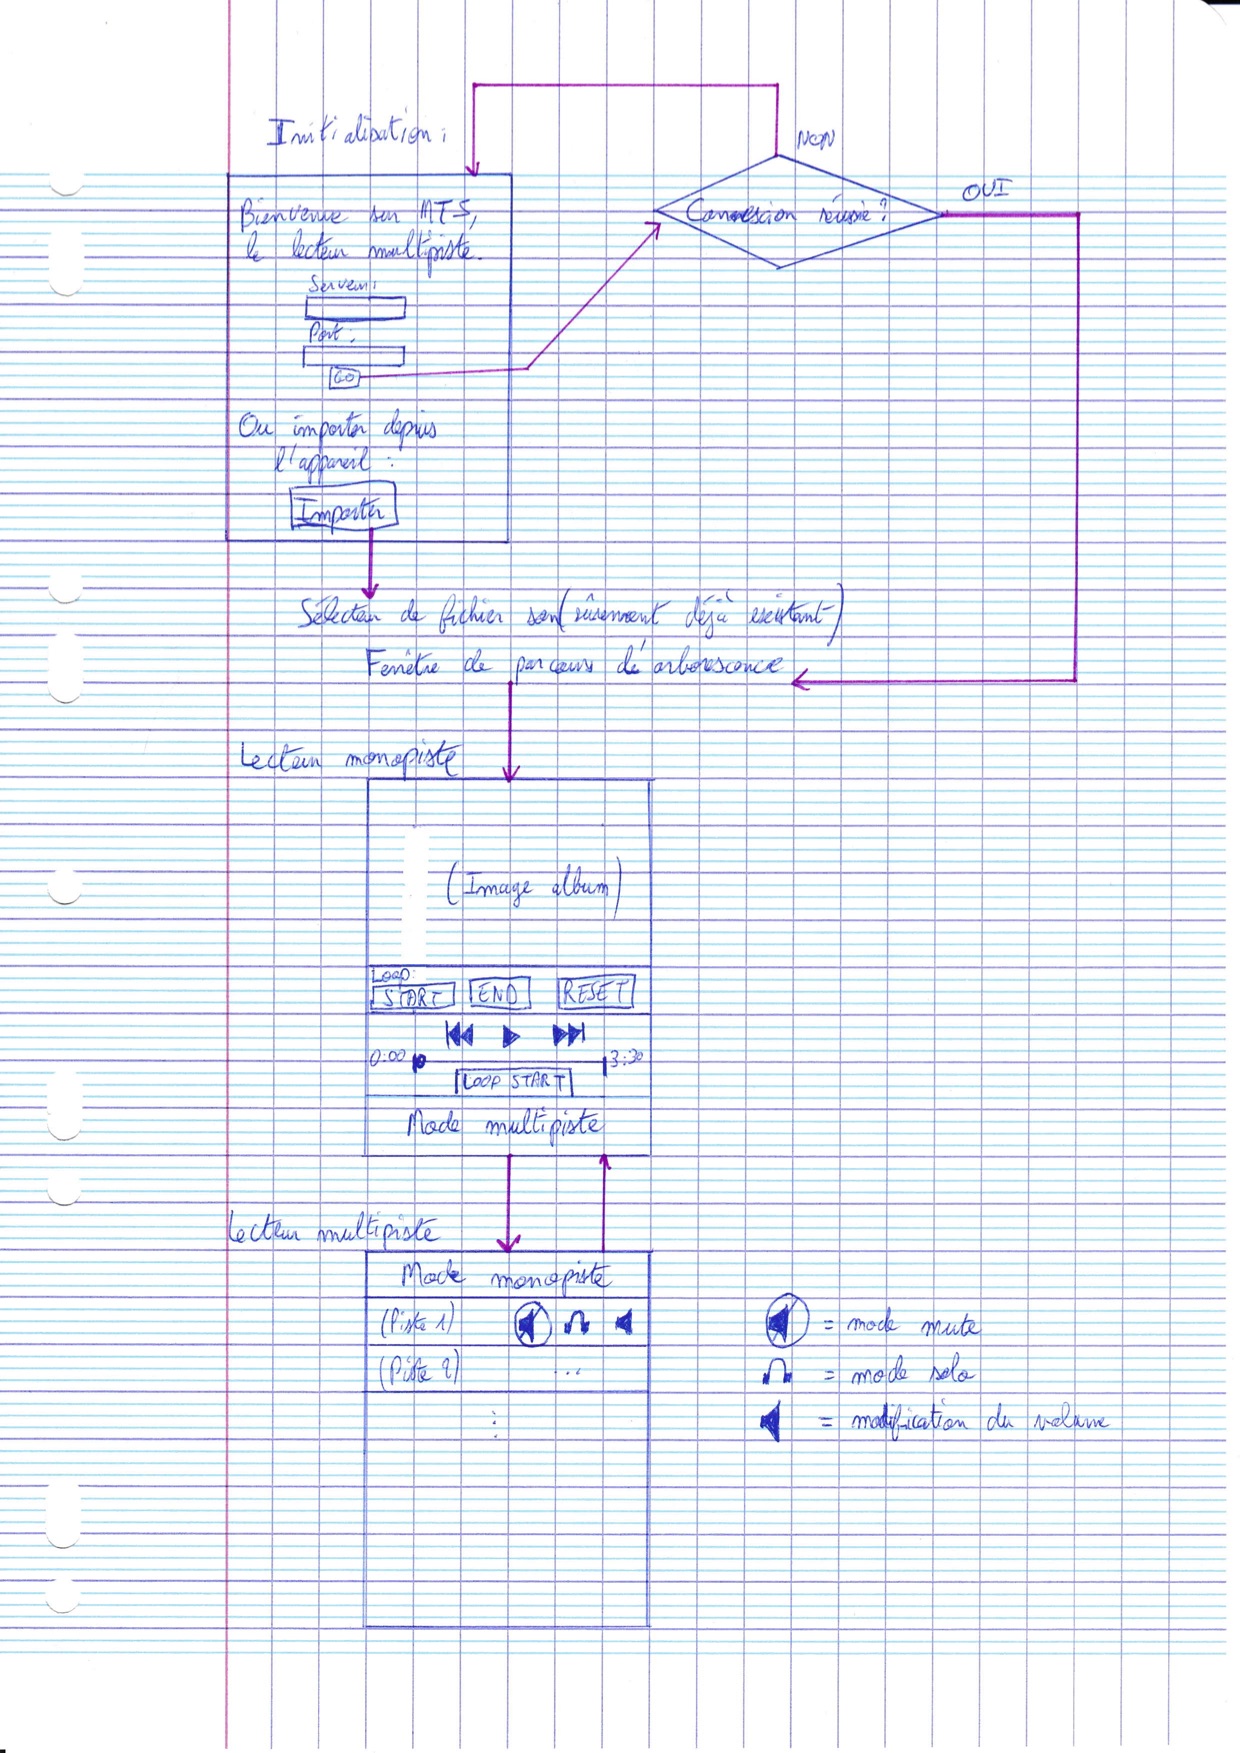 Initialisation :
NON
OUI
Connexion réussie ?
Bienvenue sur MTS,
le lecteur multipiste.
Serveur :
Port :
GO
Ou importer depuis
l'appareil :
Importer
Sélecteur de fichier son (sûrement déjà existant)
Fenêtre de parcours d'arborescence
Lecteur monopiste
(Image album)
Loop:
START END RESET
0:00 3:30
LOOP START
Mode multipiste
Lecteur multipiste
Mode monopiste
(Piste 1)
(Piste 2) ...
= mode mute
= mode solo
= modification du volume